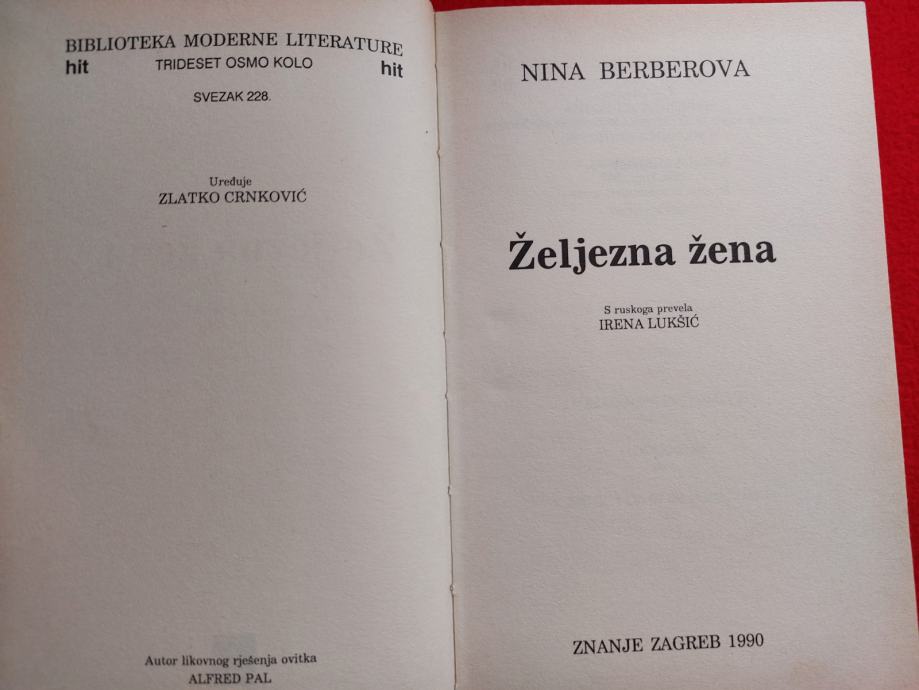 BIBLIOTEKA MODERNE LITERATURE
hit TRIDESET OSMO KOLO hit
SVEZAK 228.
Uređuje
ZLATKO CRNKOVIĆ
Autor likovnog rješenja ovitka
ALFRED PAL
NINA BERBEROVA
Željezna žena
S ruskoga prevela
IRENA LUKŠIĆ
ZNANJE ZAGREB 1990